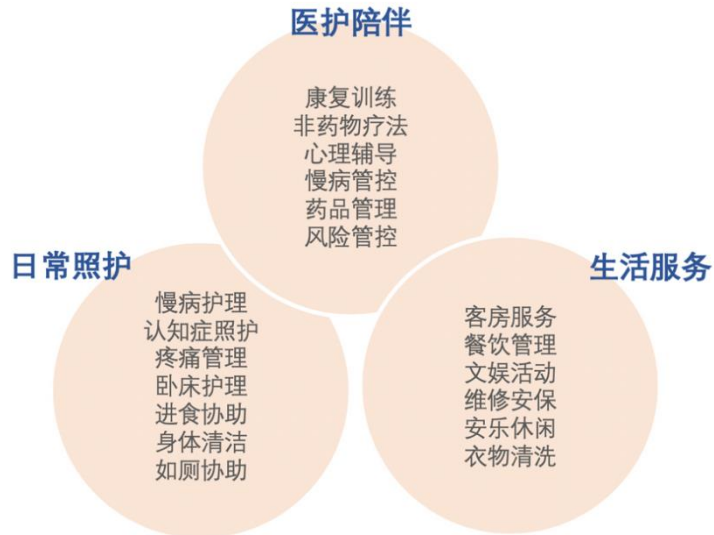 医护陪伴
康复训练
非药物疗法
心理辅导
慢病管控
药品管理
风险管控
日常照护
慢病护理
认知症照护
疼痛管理
卧床护理
进食协助
身体清洁
如厕协助
生活服务
客房服务
餐饮管理
文娱活动
维修安保
安乐休闲
衣物清洗